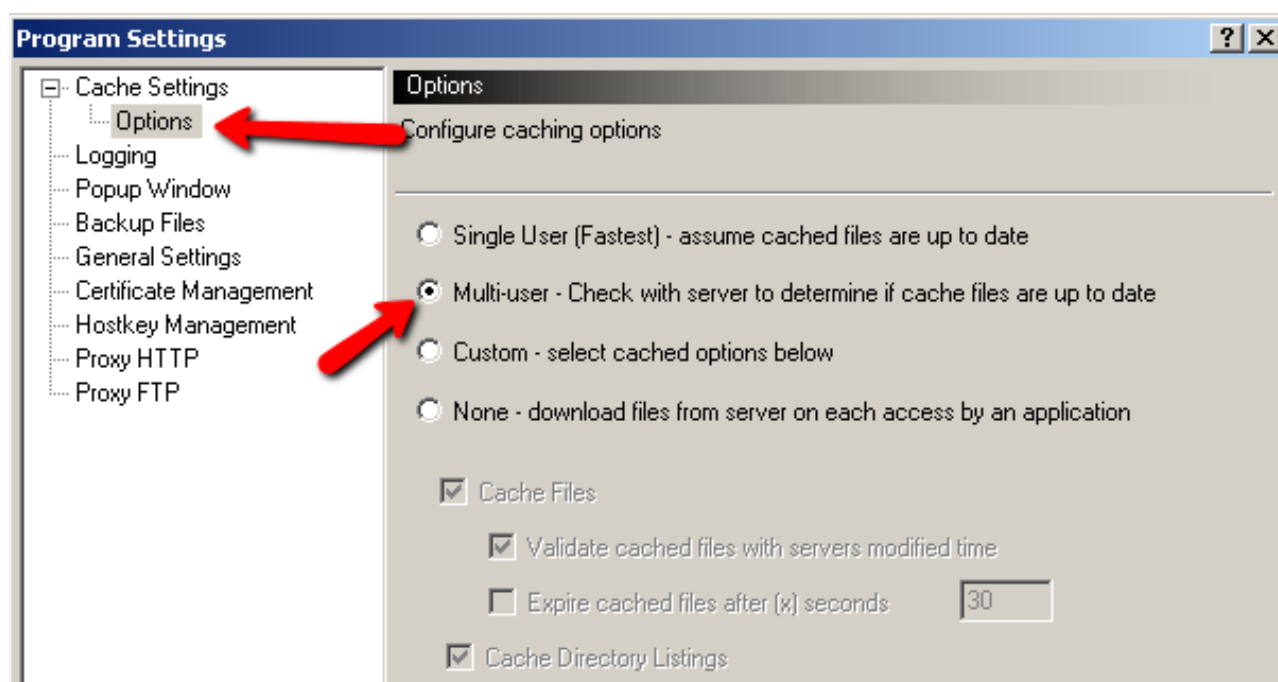 Program Settings
Cache Settings
Options
Logging
Popup Window
Backup Files
General Settings
Certificate Management
Hostkey Management
Proxy HTTP
Proxy FTP
Options
Configure caching options
Single User (Fastest) - assume cached files are up to date
Multi-user - Check with server to determine if cache files are up to date
Custom - select cached options below
None - download files from server on each access by an application
Cache Files
Validate cached files with servers modified time
Expire cached files after (x) seconds 30
Cache Directory Listings